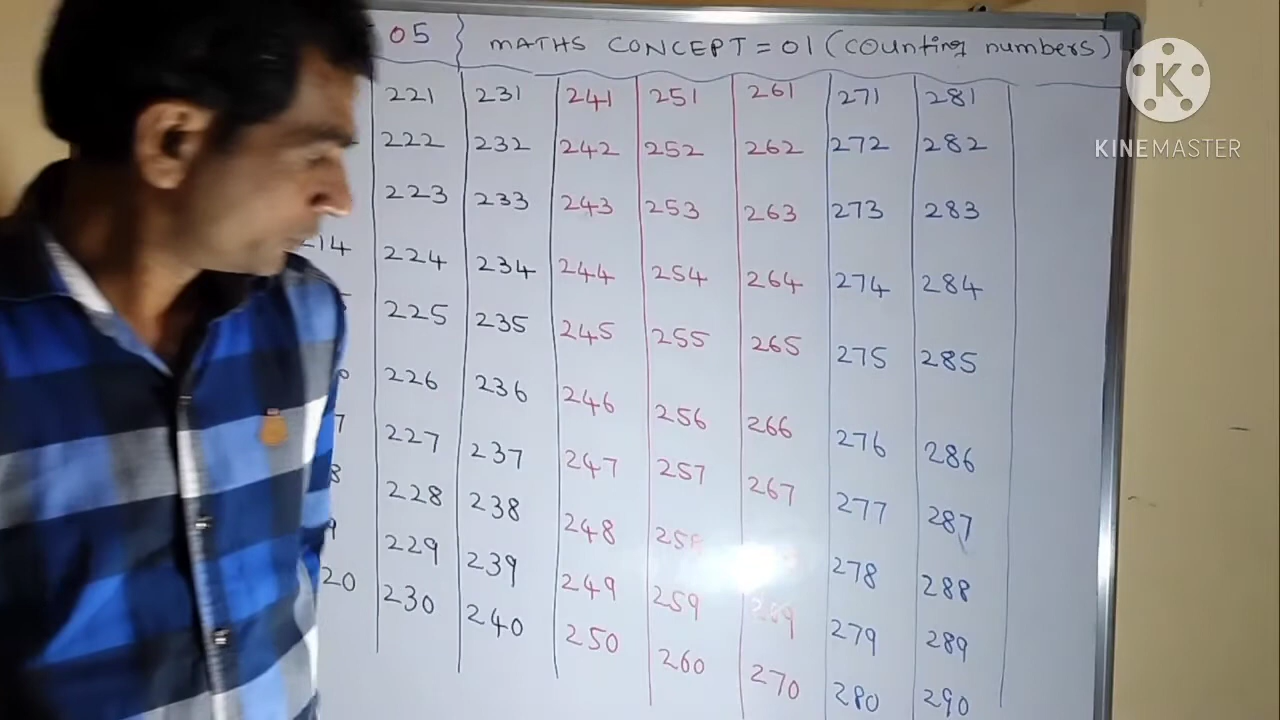 05 } MATHS CONCEPT = 01 (counting numbers)
221 231 241 251 261 271 281
222 232 242 252 262 272 282
223 233 243 253 263 273 283
214 224 234 244 254 264 274 284
225 235 245 255 265 275 285
226 236 246 256 266 276 286
227 237 247 257 267 277 287
228 238 248 258 278 288
229 239 249 259 269 279 289
20 230 240 250 260 270 280 290
K
KINEMASTER